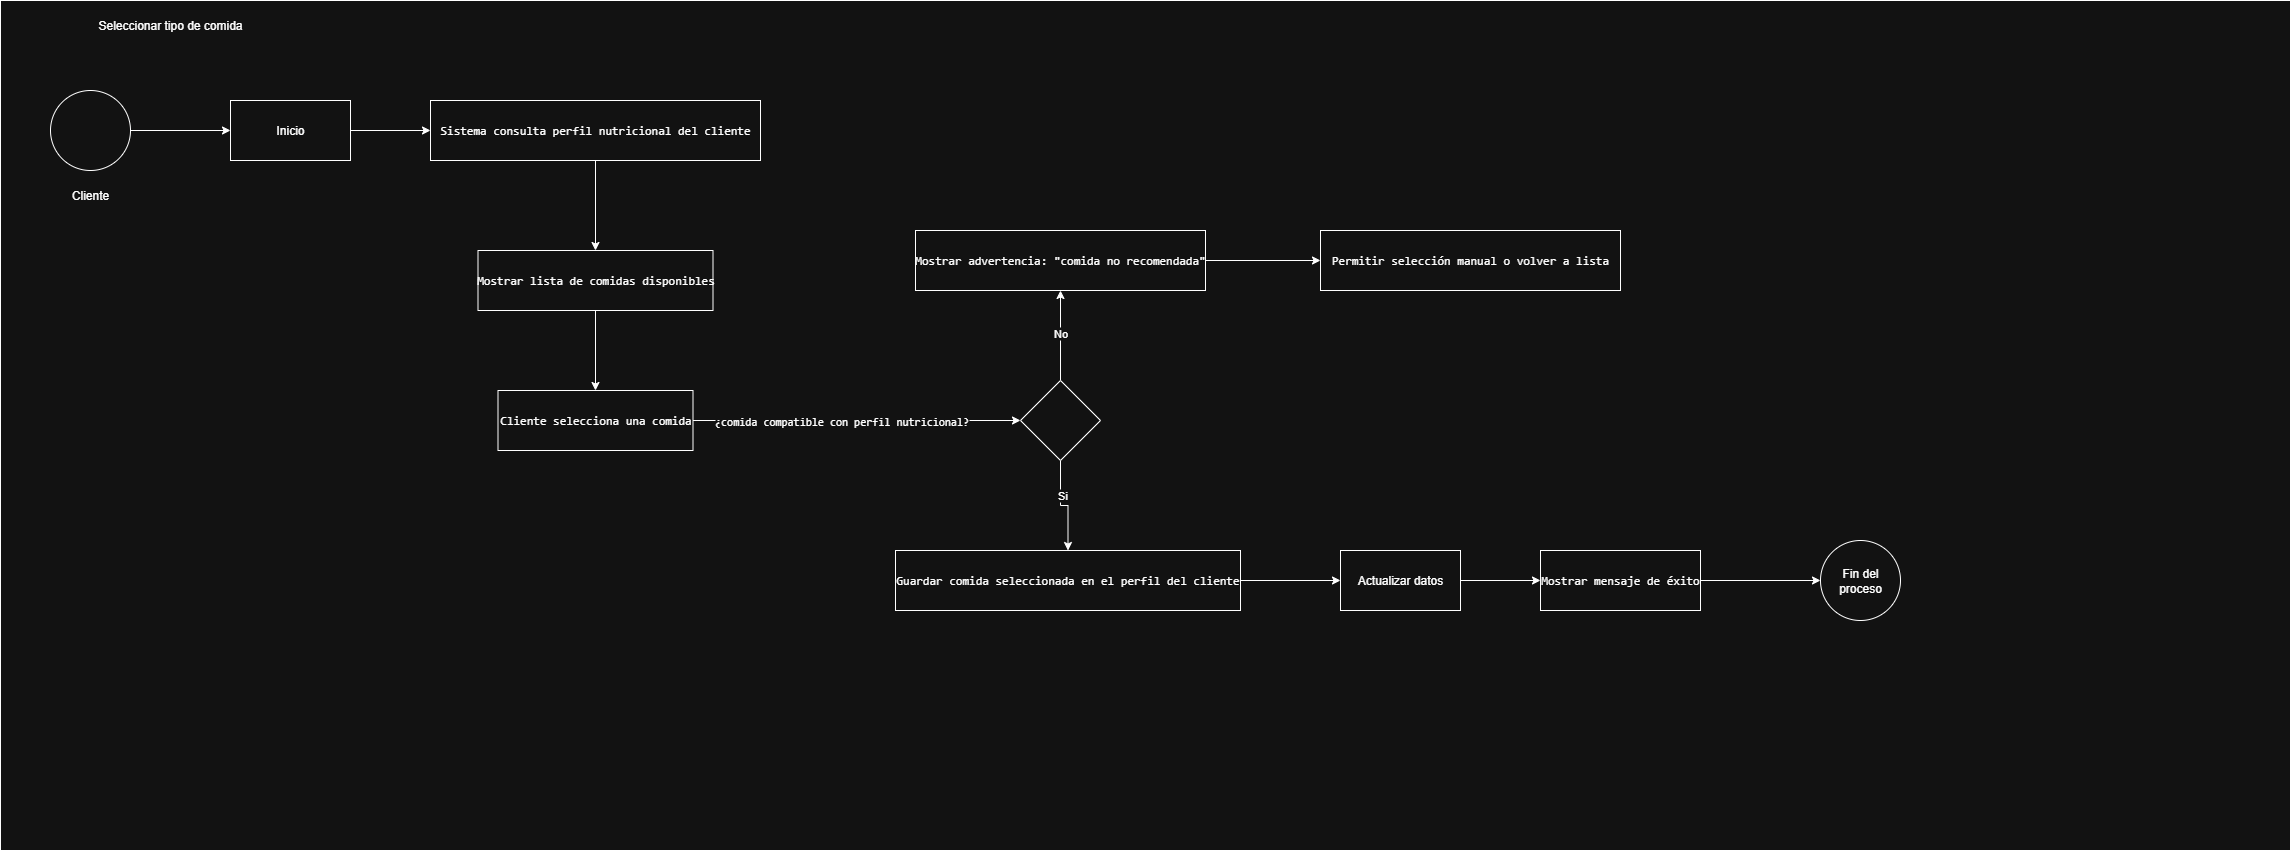 Seleccionar tipo de comida
Inicio
Sistema consulta perfil nutricional del cliente
Cliente
Mostrar advertencia: "comida no recomendada"
Permitir selección manual o volver a lista
Mostrar lista de comidas disponibles
No
Cliente selecciona una comida
¿comida compatible con perfil nutricional?
Si
Guardar comida seleccionada en el perfil del cliente
Actualizar datos
Mostrar mensaje de éxito
Fin del
proceso